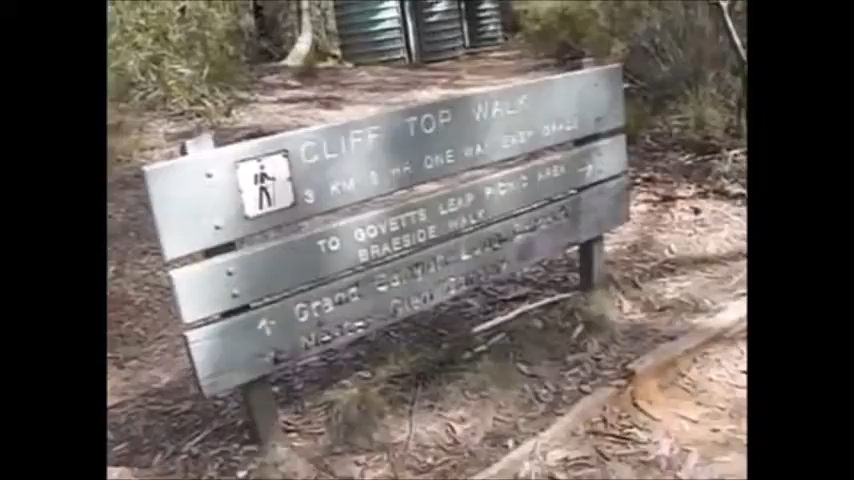 CLIFF TOP WALK
3 KM 1 HR ONE WAY EASY GRADE
TO GOVETTS LEAP PICNIC AREA
BRAESIDE WALK
Grand Canyon